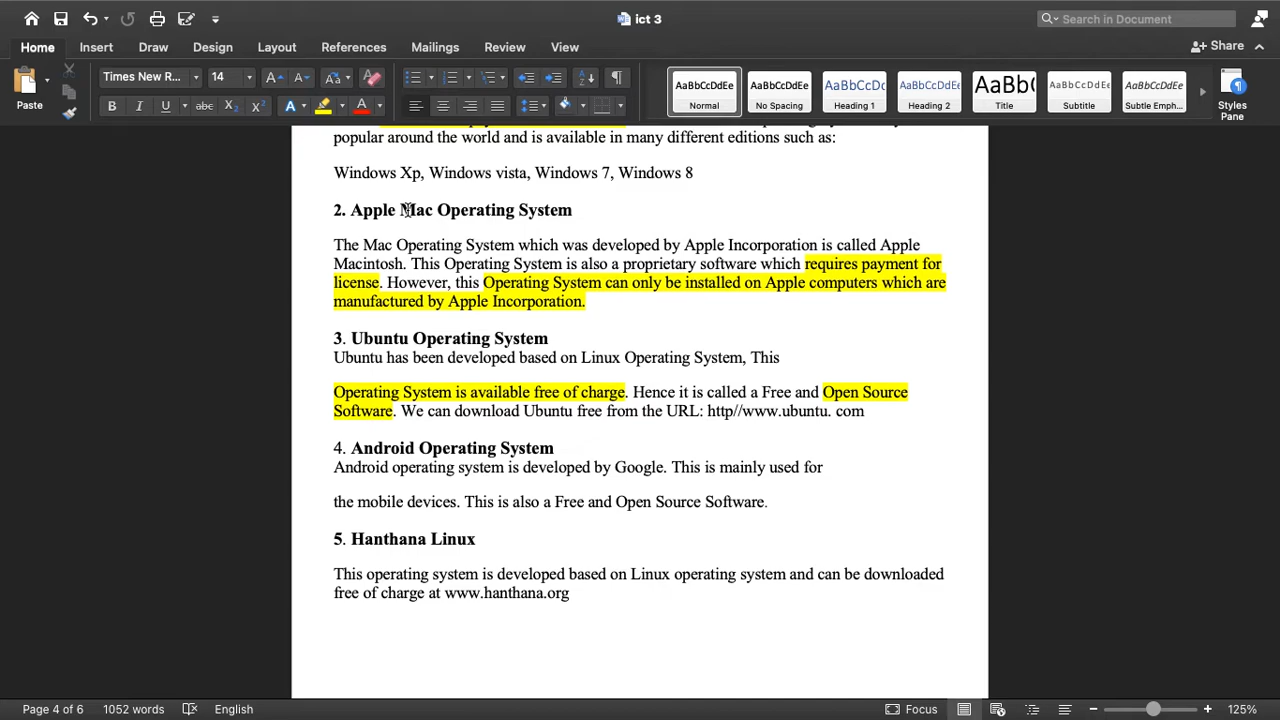 ict 3
Search in Document
Home Insert Draw Design Layout References Mailings Review View
Share
Paste
Times New R... 14
AaBbCcDdEe AaBbCcDdEe AaBbCcDc AaBbCcDdEe AaBbC AaBbCcDdEe AaBbCcDdEe
Normal No Spacing Heading 1 Heading 2 Title Subtitle Subtle Emph...
Styles
Pane
popular around the world and is available in many different editions such as:
Windows Xp, Windows vista, Windows 7, Windows 8
2. Apple Mac Operating System
The Mac Operating System which was developed by Apple Incorporation is called Apple
Macintosh. This Operating System is also a proprietary software which requires payment for
license. However, this Operating System can only be installed on Apple computers which are
manufactured by Apple Incorporation.
3. Ubuntu Operating System
Ubuntu has been developed based on Linux Operating System, This
Operating System is available free of charge. Hence it is called a Free and Open Source
Software. We can download Ubuntu free from the URL: http//www.ubuntu. com
4. Android Operating System
Android operating system is developed by Google. This is mainly used for
the mobile devices. This is also a Free and Open Source Software.
5. Hanthana Linux
This operating system is developed based on Linux operating system and can be downloaded
free of charge at www.hanthana.org
Page 4 of 6 1052 words English
Focus
125%